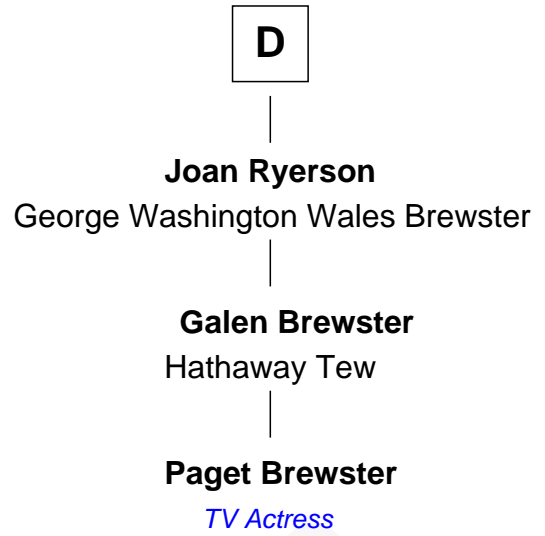 D
Joan Ryerson
George Washington Wales Brewster
Galen Brewster
Hathaway Tew
Paget Brewster
TV Actress